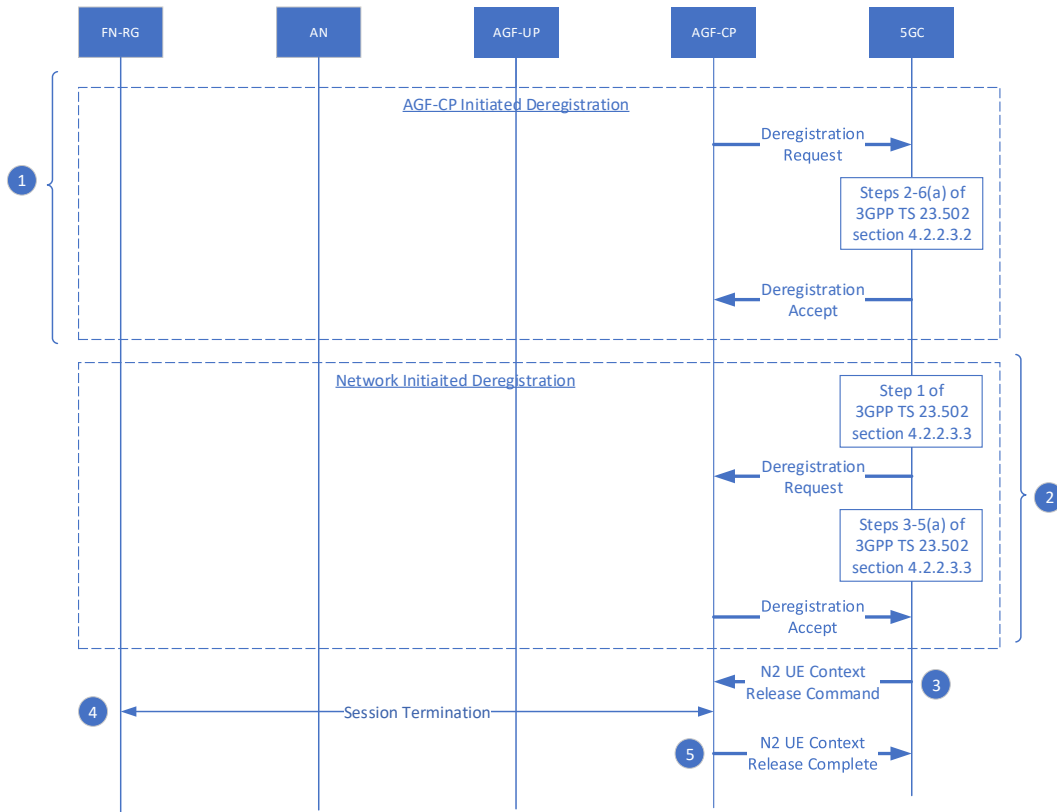 FN-RG
AN
AGF-UP
AGF-CP
5GC
AGF-CP Initiated Deregistration
1
Deregistration
Request
Steps 2-6(a) of
3GPP TS 23.502
section 4.2.2.3.2
Deregistration
Accept
Network Initiaited Deregistration
2
Step 1 of
3GPP TS 23.502
section 4.2.2.3.3
Deregistration
Request
Steps 3-5(a) of
3GPP TS 23.502
section 4.2.2.3.3
Deregistration
Accept
N2 UE Context
Release Command
3
4
Session Termination
5
N2 UE Context
Release Complete